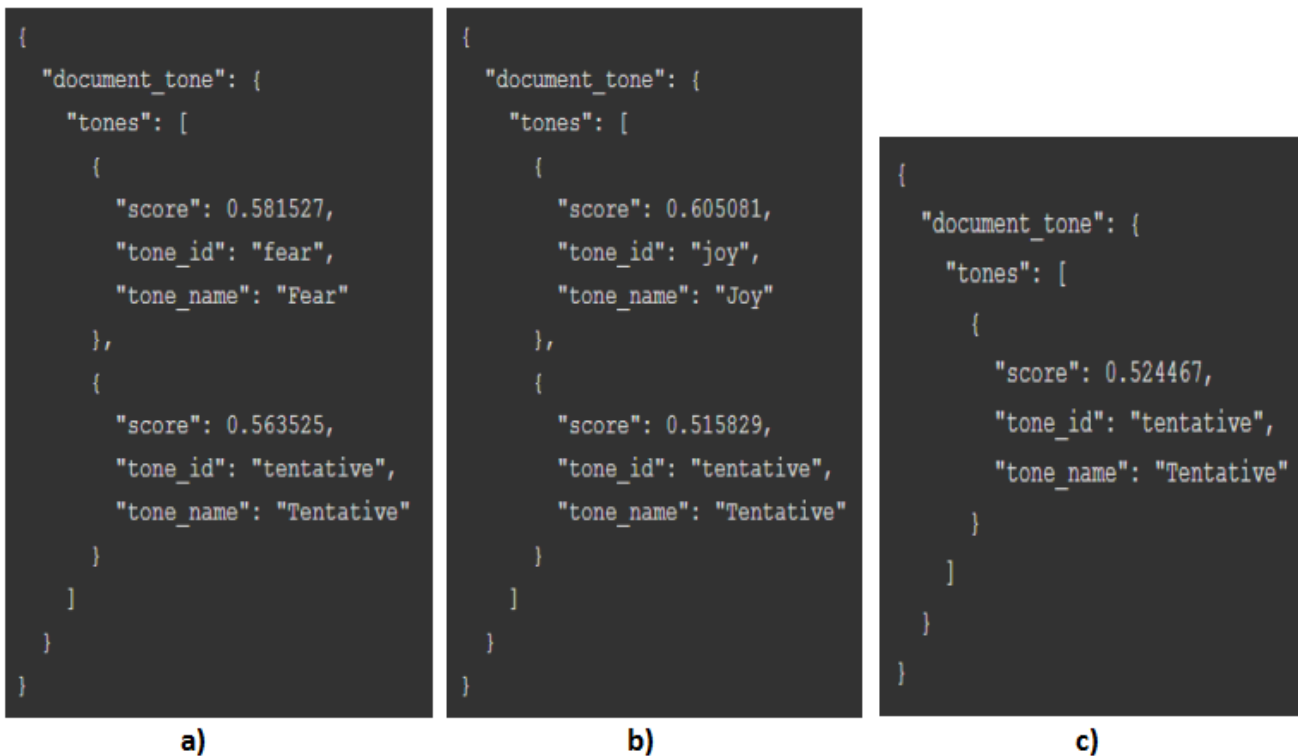 {
"document_tone": {
"tones": [
{
"score": 0.581527,
"tone_id": "fear",
"tone_name": "Fear"
},
{
"score": 0.563525,
"tone_id": "tentative",
"tone_name": "Tentative"
}
]
}
}
a)
{
"document_tone": {
"tones": [
{
"score": 0.605081,
"tone_id": "joy",
"tone_name": "Joy"
},
{
"score": 0.515829,
"tone_id": "tentative",
"tone_name": "Tentative"
}
]
}
}
b)
{
"document_tone": {
"tones": [
{
"score": 0.524467,
"tone_id": "tentative",
"tone_name": "Tentative"
}
]
}
}
c)